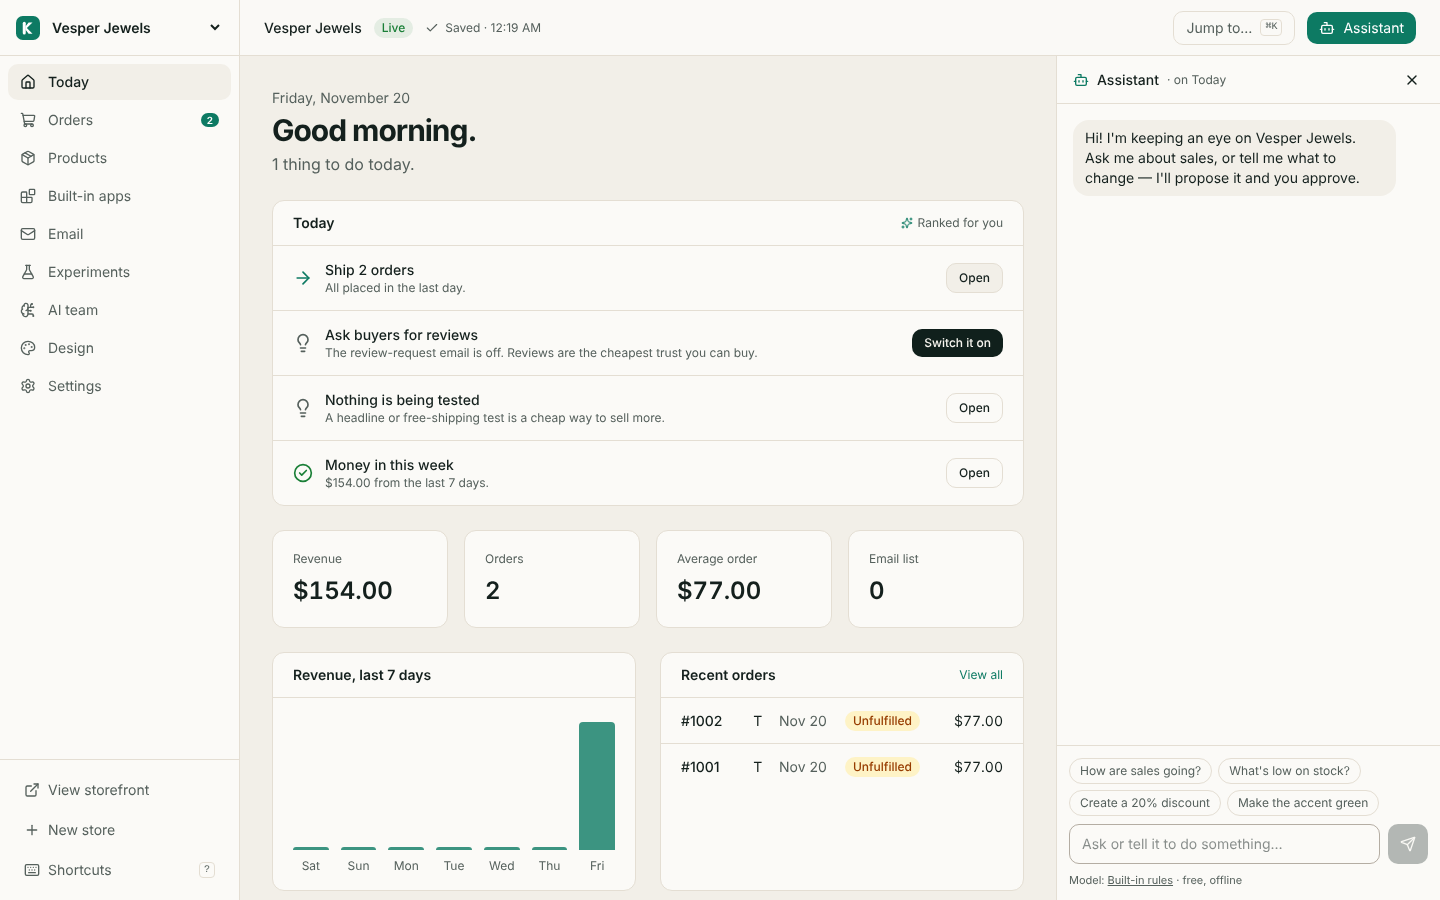 K Vesper Jewels
Today
Orders 2
Products
Built-in apps
Email
Experiments
AI team
Design
Settings
View storefront
New store
Shortcuts ?
Vesper Jewels Live Saved · 12:19 AM
Jump to... ⌘K Assistant
Friday, November 20
Good morning.
1 thing to do today.
Today Ranked for you
Ship 2 orders
All placed in the last day.
Open
Ask buyers for reviews
The review-request email is off. Reviews are the cheapest trust you can buy.
Switch it on
Nothing is being tested
A headline or free-shipping test is a cheap way to sell more.
Open
Money in this week
$154.00 from the last 7 days.
Open
Revenue
$154.00
Orders
2
Average order
$77.00
Email list
0
Revenue, last 7 days
Sat Sun Mon Tue Wed Thu Fri
Recent orders View all
#1002 T Nov 20 Unfulfilled $77.00
#1001 T Nov 20 Unfulfilled $77.00
Assistant · on Today
Hi! I'm keeping an eye on Vesper Jewels.
Ask me about sales, or tell me what to
change — I'll propose it and you approve.
How are sales going? What's low on stock?
Create a 20% discount Make the accent green
Ask or tell it to do something...
Model: Built-in rules · free, offline